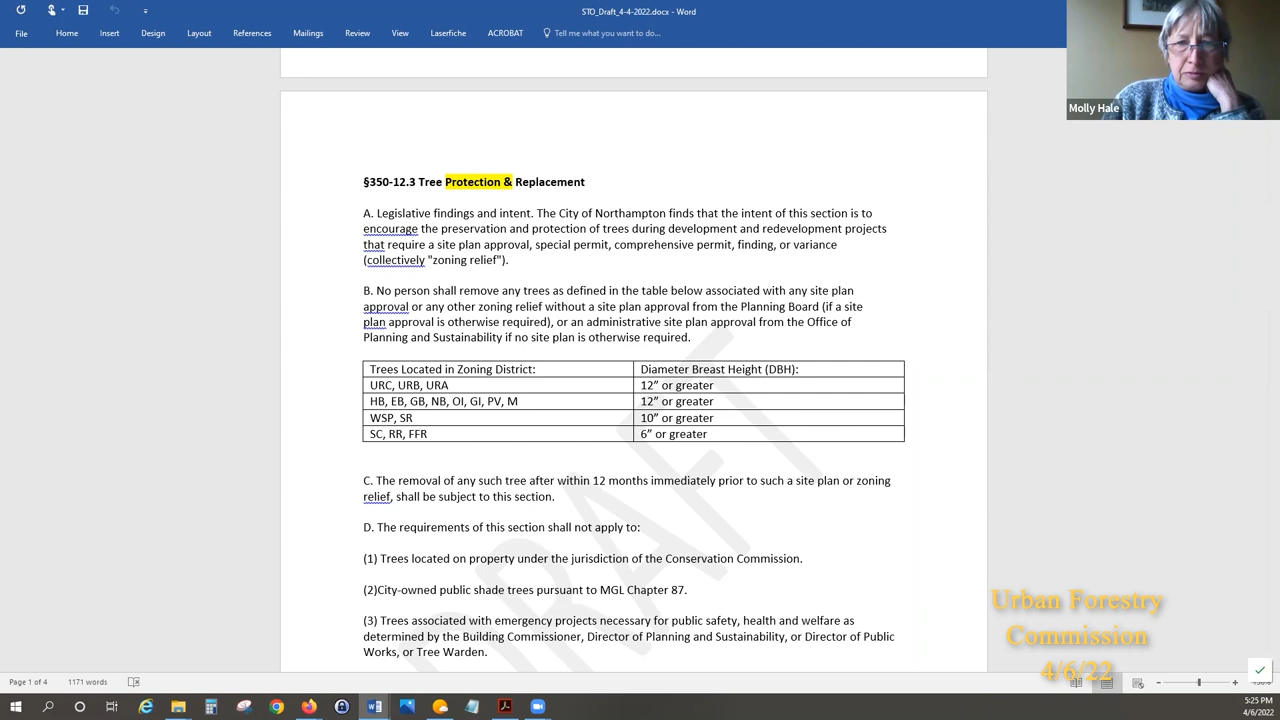 STO_Draft_4-4-2022.docx - Word
File Home Insert Design Layout References Mailings Review View Laserfiche ACROBAT Tell me what you want to do...
Molly Hale
§350-12.3 Tree Protection & Replacement
A. Legislative findings and intent. The City of Northampton finds that the intent of this section is to
encourage the preservation and protection of trees during development and redevelopment projects
that require a site plan approval, special permit, comprehensive permit, finding, or variance
(collectively "zoning relief").
B. No person shall remove any trees as defined in the table below associated with any site plan
approval or any other zoning relief without a site plan approval from the Planning Board (if a site
plan approval is otherwise required), or an administrative site plan approval from the Office of
Planning and Sustainability if no site plan is otherwise required.
Trees Located in Zoning District: Diameter Breast Height (DBH):
URC, URB, URA 12” or greater
HB, EB, GB, NB, OI, GI, PV, M 12” or greater
WSP, SR 10” or greater
SC, RR, FFR 6” or greater
C. The removal of any such tree after within 12 months immediately prior to such a site plan or zoning
relief, shall be subject to this section.
D. The requirements of this section shall not apply to:
(1) Trees located on property under the jurisdiction of the Conservation Commission.
(2)City-owned public shade trees pursuant to MGL Chapter 87.
(3) Trees associated with emergency projects necessary for public safety, health and welfare as
determined by the Building Commissioner, Director of Planning and Sustainability, or Director of Public
Works, or Tree Warden.
DRAFT
Urban Forestry
Commission
4/6/22
Page 1 of 4 1171 words
5:25 PM
4/6/2022